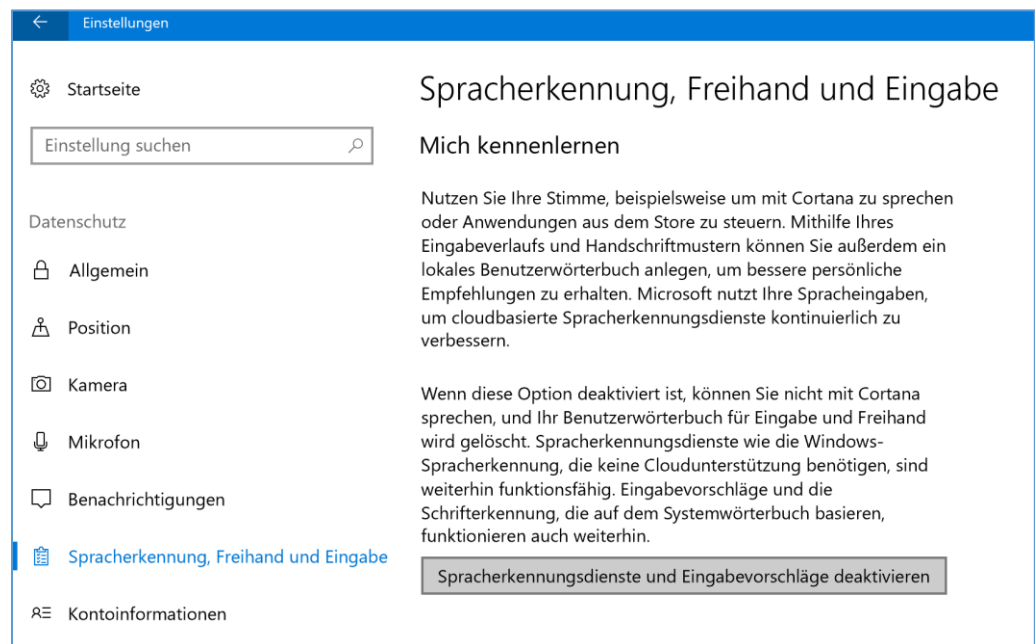 Einstellungen
Startseite
Einstellung suchen
Datenschutz
Allgemein
Position
Kamera
Mikrofon
Benachrichtigungen
Spracherkennung, Freihand und Eingabe
Kontoinformationen
Spracherkennung, Freihand und Eingabe
Mich kennenlernen
Nutzen Sie Ihre Stimme, beispielsweise um mit Cortana zu sprechen
oder Anwendungen aus dem Store zu steuern. Mithilfe Ihres
Eingabeverlaufs und Handschriftmustern können Sie außerdem ein
lokales Benutzerwörterbuch anlegen, um bessere persönliche
Empfehlungen zu erhalten. Microsoft nutzt Ihre Spracheingaben,
um cloudbasierte Spracherkennungsdienste kontinuierlich zu
verbessern.
Wenn diese Option deaktiviert ist, können Sie nicht mit Cortana
sprechen, und Ihr Benutzerwörterbuch für Eingabe und Freihand
wird gelöscht. Spracherkennungsdienste wie die Windows-
Spracherkennung, die keine Cloudunterstützung benötigen, sind
weiterhin funktionsfähig. Eingabevorschläge und die
Schrifterkennung, die auf dem Systemwörterbuch basieren,
funktionieren auch weiterhin.
Spracherkennungsdienste und Eingabevorschläge deaktivieren